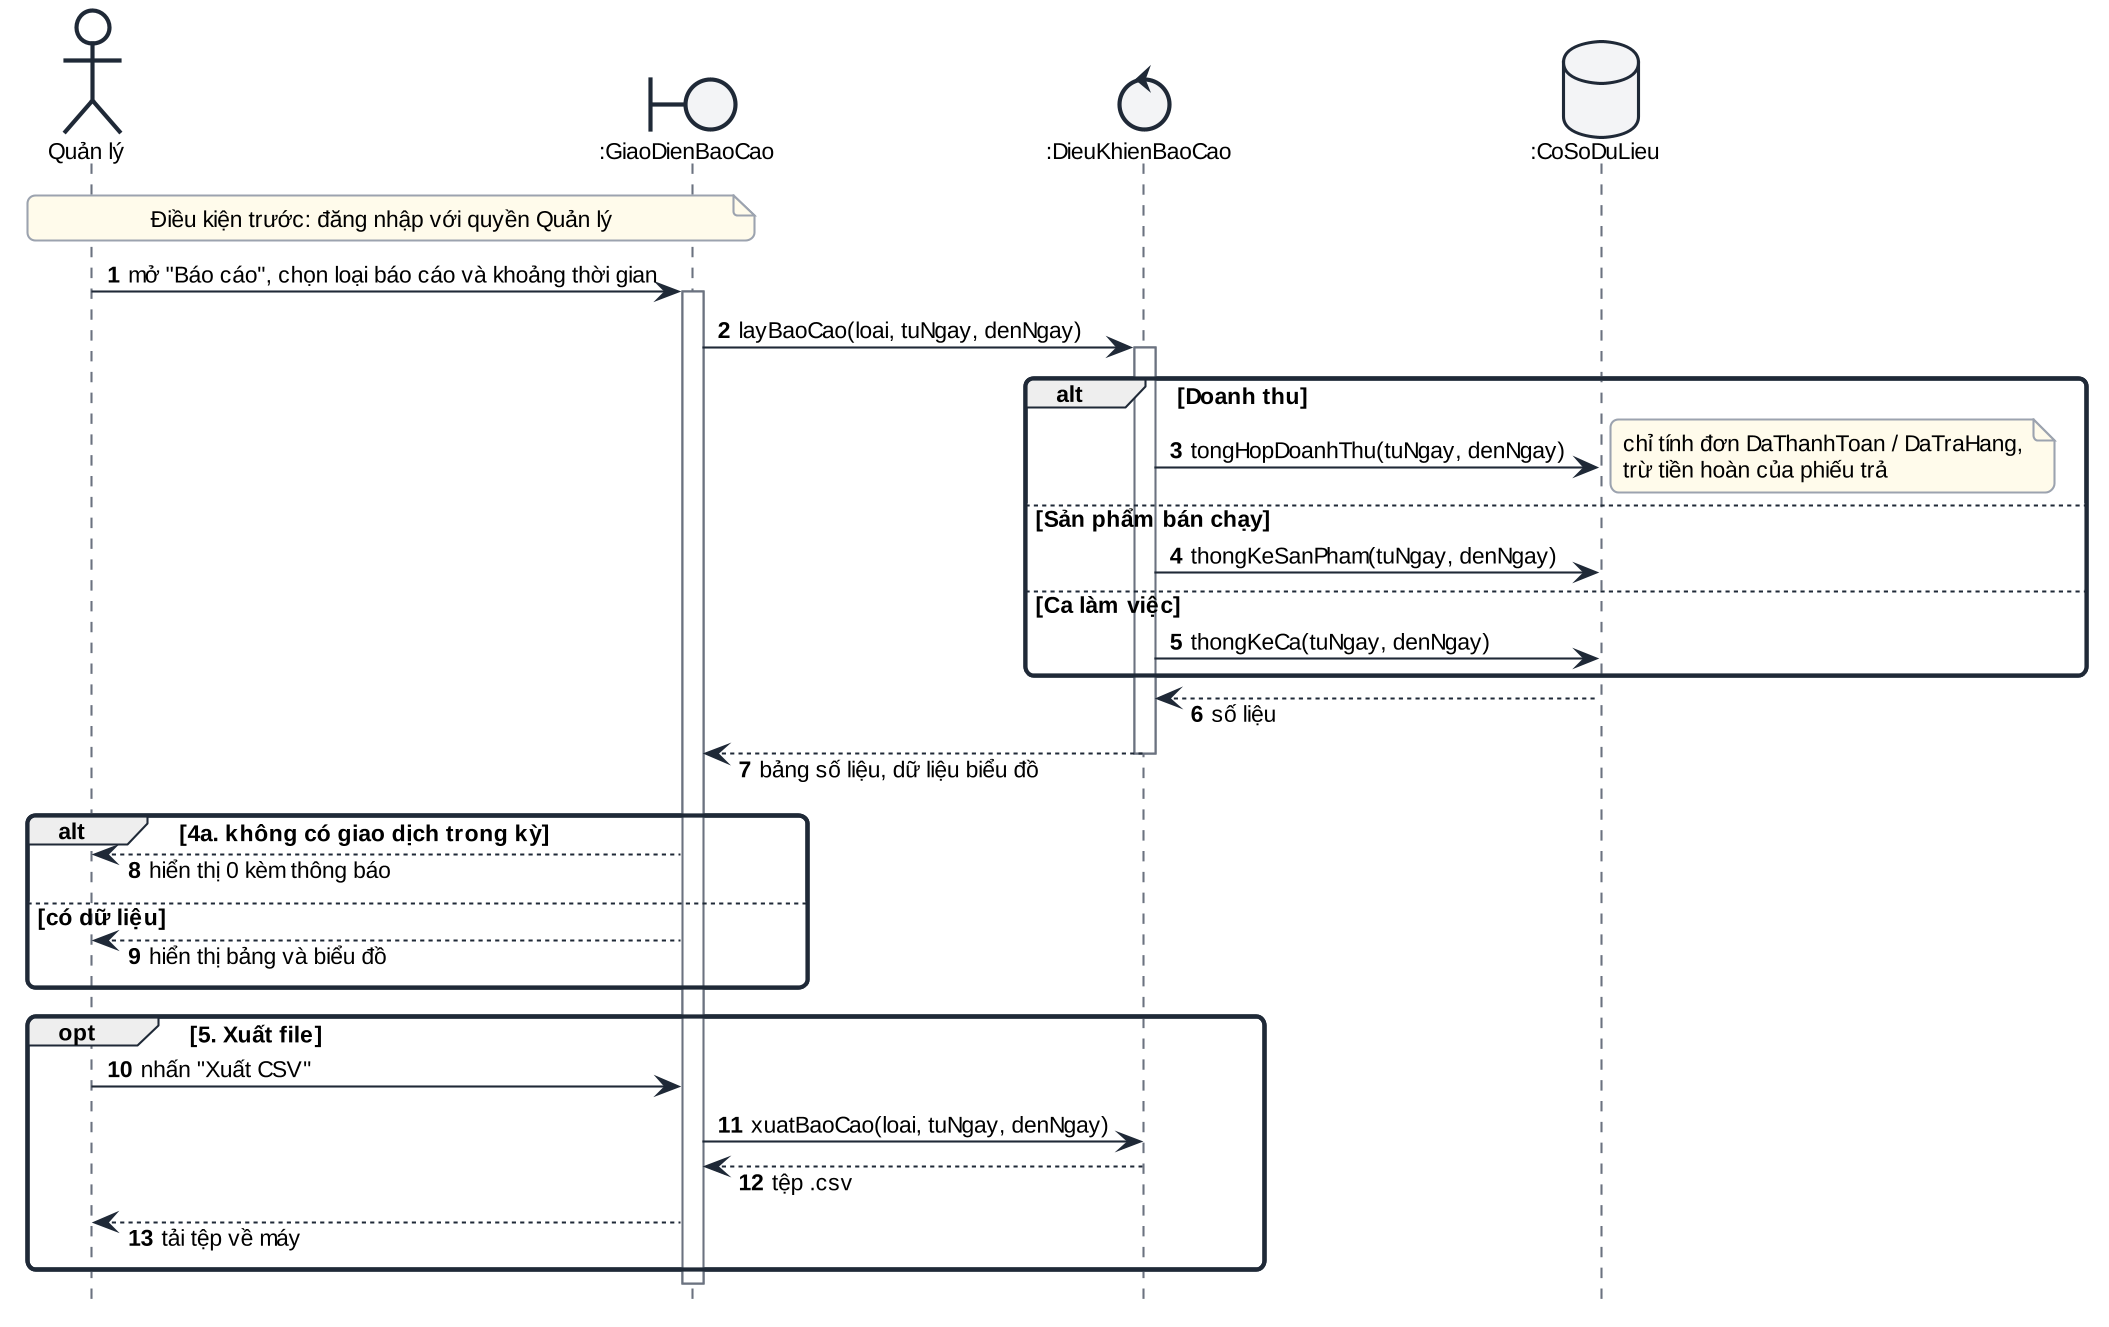 Quản lý
:GiaoDienBaoCao
:DieuKhienBaoCao
:CoSoDuLieu
Điều kiện trước: đăng nhập với quyền Quản lý
1 mở "Báo cáo", chọn loại báo cáo và khoảng thời gian
2 layBaoCao(loai, tuNgay, denNgay)
alt [Doanh thu]
3 tongHopDoanhThu(tuNgay, denNgay)
chỉ tính đơn DaThanhToan / DaTraHang,
trừ tiền hoàn của phiếu trả
[Sản phẩm bán chạy]
4 thongKeSanPham(tuNgay, denNgay)
[Ca làm việc]
5 thongKeCa(tuNgay, denNgay)
6 số liệu
7 bảng số liệu, dữ liệu biểu đồ
alt [4a. không có giao dịch trong kỳ]
8 hiển thị 0 kèm thông báo
[có dữ liệu]
9 hiển thị bảng và biểu đồ
opt [5. Xuất file]
10 nhấn "Xuất CSV"
11 xuatBaoCao(loai, tuNgay, denNgay)
12 tệp .csv
13 tải tệp về máy